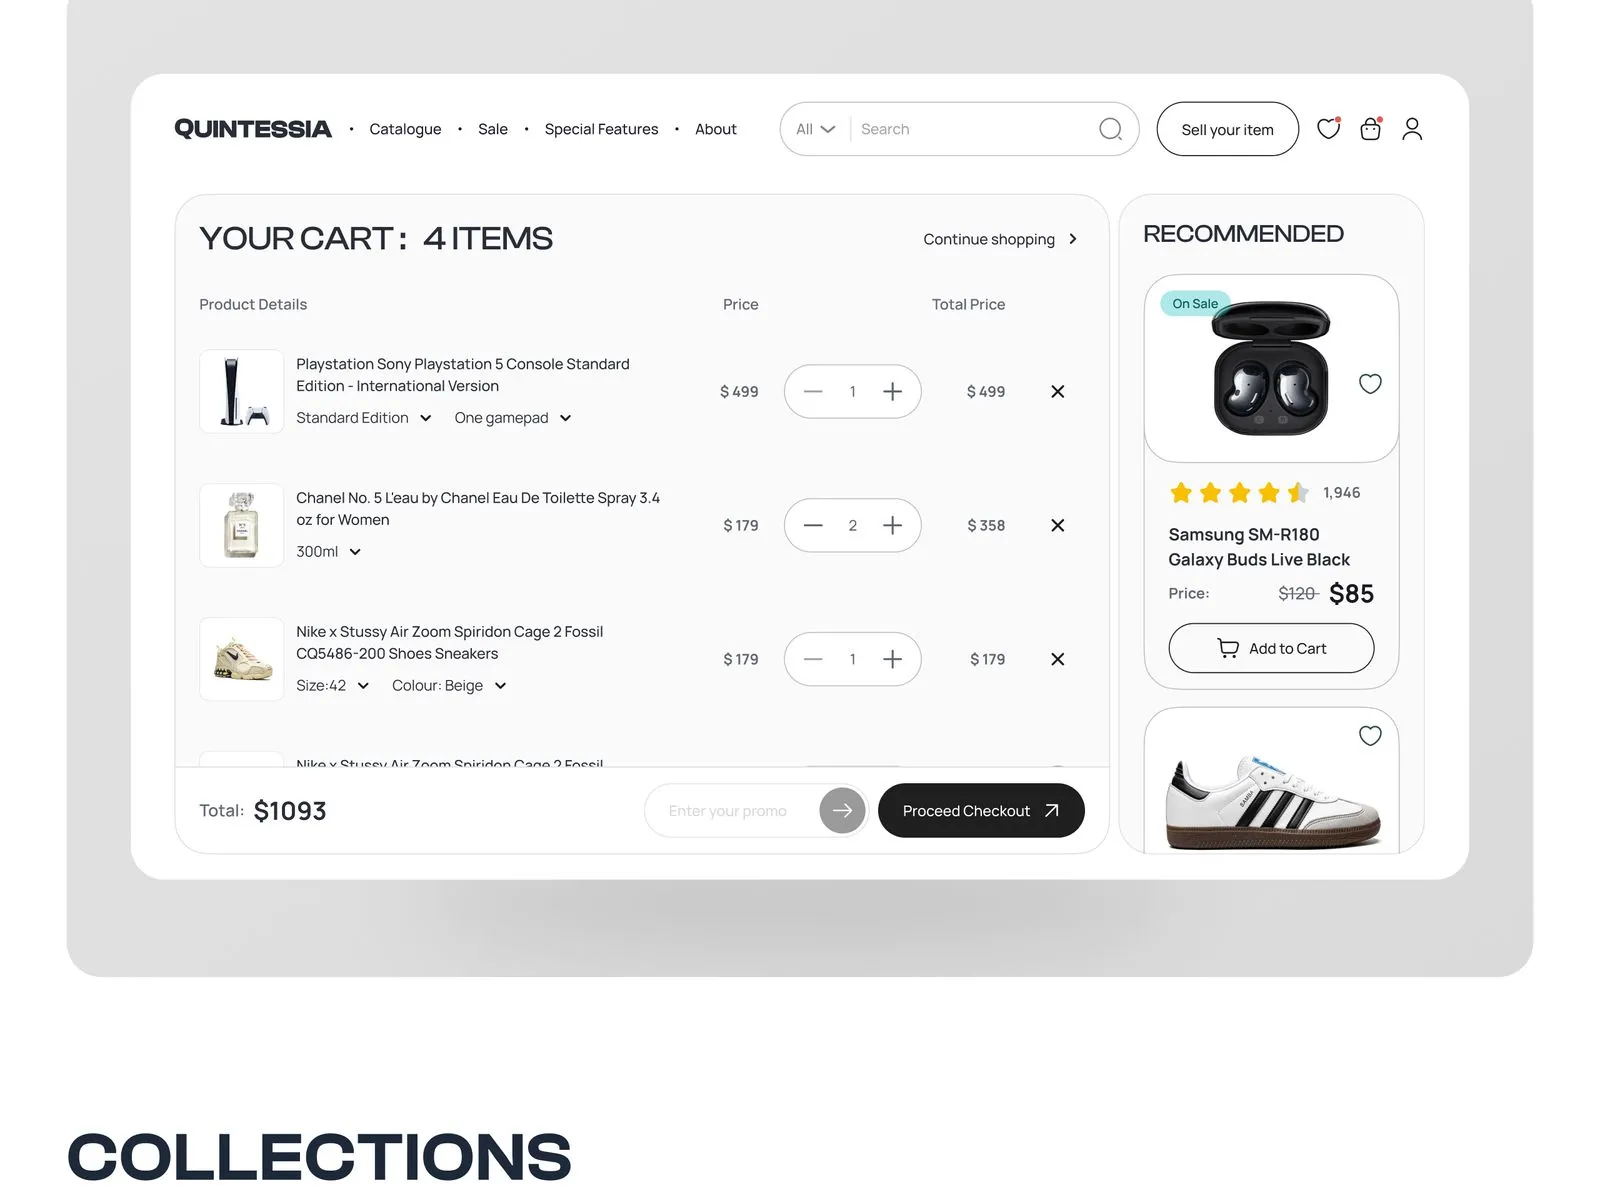 QUINTESSIA • Catalogue • Sale • Special Features • About
All Search
Sell your item
YOUR CART : 4 ITEMS
Continue shopping
Product Details Price Total Price
Playstation Sony Playstation 5 Console Standard
Edition - International Version
Standard Edition One gamepad
$ 499 1 $ 499
Chanel No. 5 L'eau by Chanel Eau De Toilette Spray 3.4
oz for Women
300ml
$ 179 2 $ 358
Nike x Stussy Air Zoom Spiridon Cage 2 Fossil
CQ5486-200 Shoes Sneakers
Size:42 Colour: Beige
$ 179 1 $ 179
Nike x Stussy Air Zoom Spiridon Cage 2 Fossil
Total: $1093
Enter your promo
Proceed Checkout
RECOMMENDED
On Sale
1,946
Samsung SM-R180
Galaxy Buds Live Black
Price: $120 $85
Add to Cart
SAMBA
COLLECTIONS